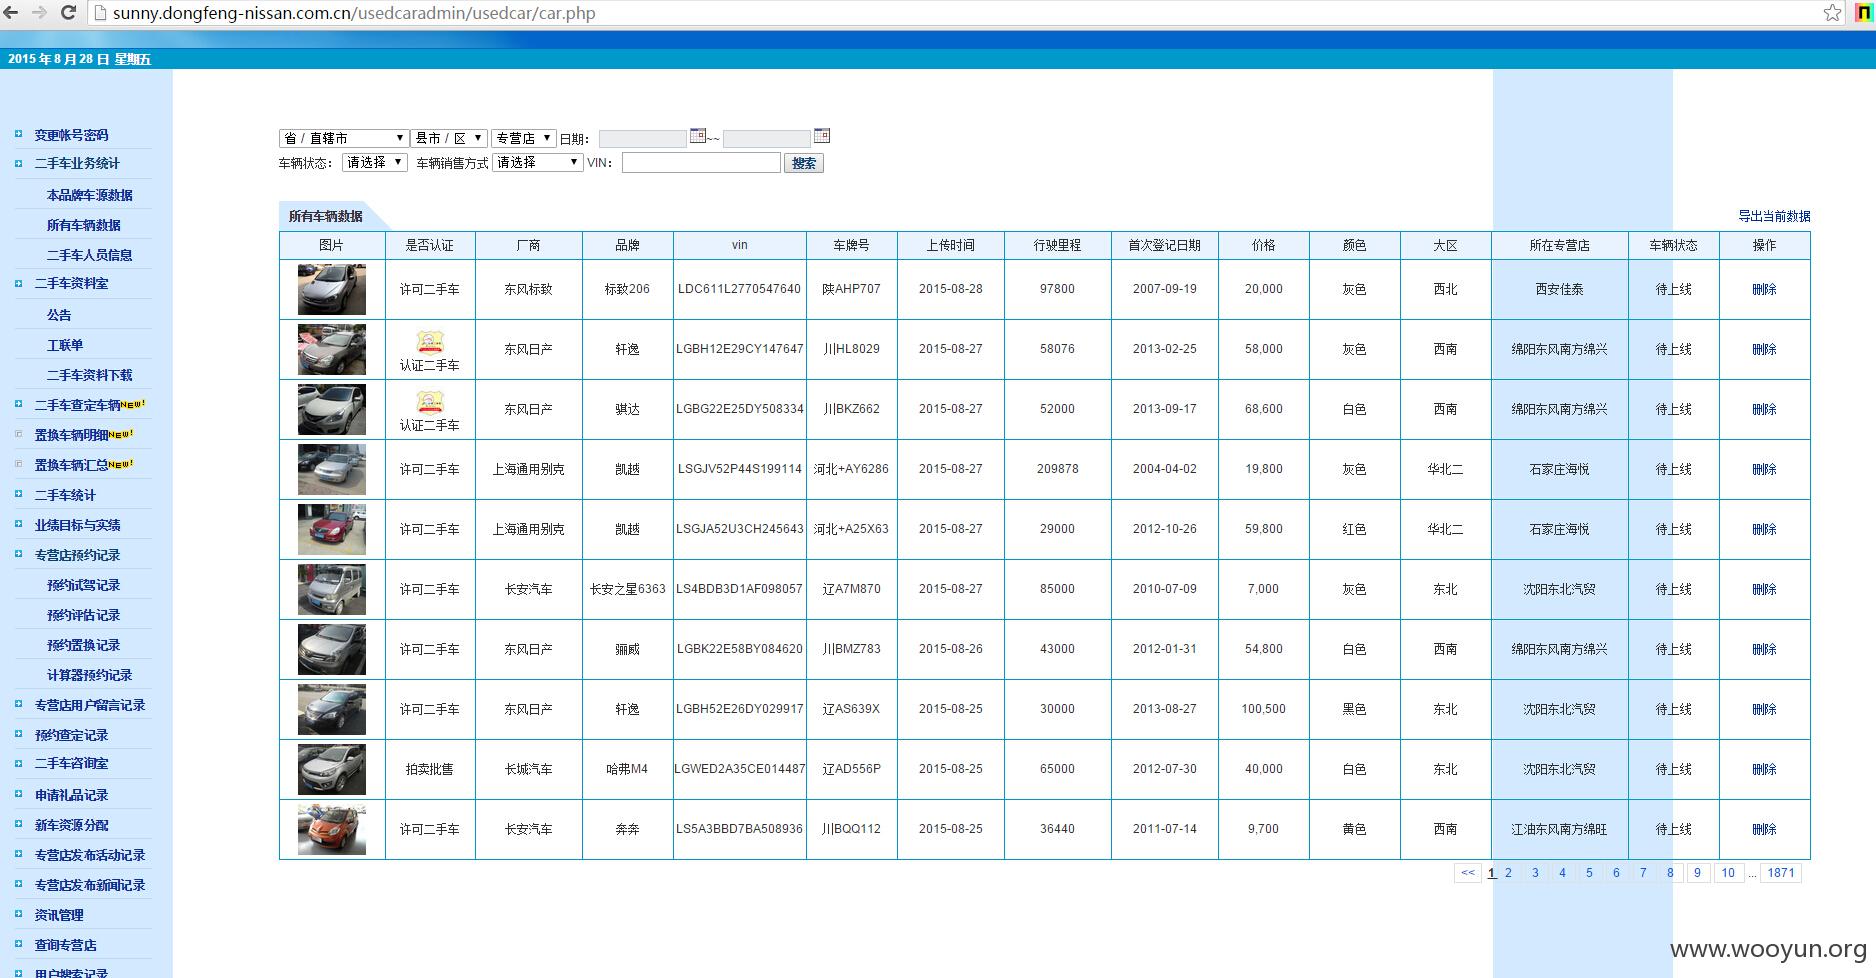 sunny.dongfeng-nissan.com.cn/usedcaradmin/usedcar/car.php
2015 年 8 月 28 日 星期五
变更帐号密码
二手车业务统计
本品牌车源数据
所有车辆数据
二手车人员信息
二手车资料室
公告
工联单
二手车资料下载
二手车查定车辆NEW!
置换车辆明细NEW!
置换车辆汇总NEW!
二手车统计
业绩目标与实绩
专营店预约记录
预约试驾记录
预约评估记录
预约置换记录
计算器预约记录
专营店用户留言记录
预约查定记录
二手车咨询室
申请礼品记录
新车资源分配
专营店发布活动记录
专营店发布新闻记录
资讯管理
查询专营店
用户搜索记录
省 / 直辖市 县市 / 区 专营店 日期： ~~
车辆状态： 请选择 车辆销售方式 请选择 VIN： 搜索
所有车辆数据 导出当前数据
图片 是否认证 厂商 品牌 vin 车牌号 上传时间 行驶里程 首次登记日期 价格 颜色 大区 所在专营店 车辆状态 操作
许可二手车 东风标致 标致206 LDC611L2770547640 陕AHP707 2015-08-28 97800 2007-09-19 20,000 灰色 西北 西安佳泰 待上线 删除
认证二手车 东风日产 轩逸 LGBH12E29CY147647 川HL8029 2015-08-27 58076 2013-02-25 58,000 灰色 西南 绵阳东风南方绵兴 待上线 删除
认证二手车 东风日产 骐达 LGBG22E25DY508334 川BKZ662 2015-08-27 52000 2013-09-17 68,600 白色 西南 绵阳东风南方绵兴 待上线 删除
许可二手车 上海通用别克 凯越 LSGJV52P44S199114 河北+AY6286 2015-08-27 209878 2004-04-02 19,800 灰色 华北二 石家庄海悦 待上线 删除
许可二手车 上海通用别克 凯越 LSGJA52U3CH245643 河北+A25X63 2015-08-27 29000 2012-10-26 59,800 红色 华北二 石家庄海悦 待上线 删除
许可二手车 长安汽车 长安之星6363 LS4BDB3D1AF098057 辽A7M870 2015-08-27 85000 2010-07-09 7,000 灰色 东北 沈阳东北汽贸 待上线 删除
许可二手车 东风日产 骊威 LGBK22E58BY084620 川BMZ783 2015-08-26 43000 2012-01-31 54,800 白色 西南 绵阳东风南方绵兴 待上线 删除
许可二手车 东风日产 轩逸 LGBH52E26DY029917 辽AS639X 2015-08-25 30000 2013-08-27 100,500 黑色 东北 沈阳东北汽贸 待上线 删除
拍卖批售 长城汽车 哈弗M4 LGWED2A35CE014487 辽AD556P 2015-08-25 65000 2012-07-30 40,000 白色 东北 沈阳东北汽贸 待上线 删除
许可二手车 长安汽车 奔奔 LS5A3BBD7BA508936 川BQQ112 2015-08-25 36440 2011-07-14 9,700 黄色 西南 江油东风南方绵旺 待上线 删除
<< 1 2 3 4 5 6 7 8 9 10 ... 1871
www.wooyun.org